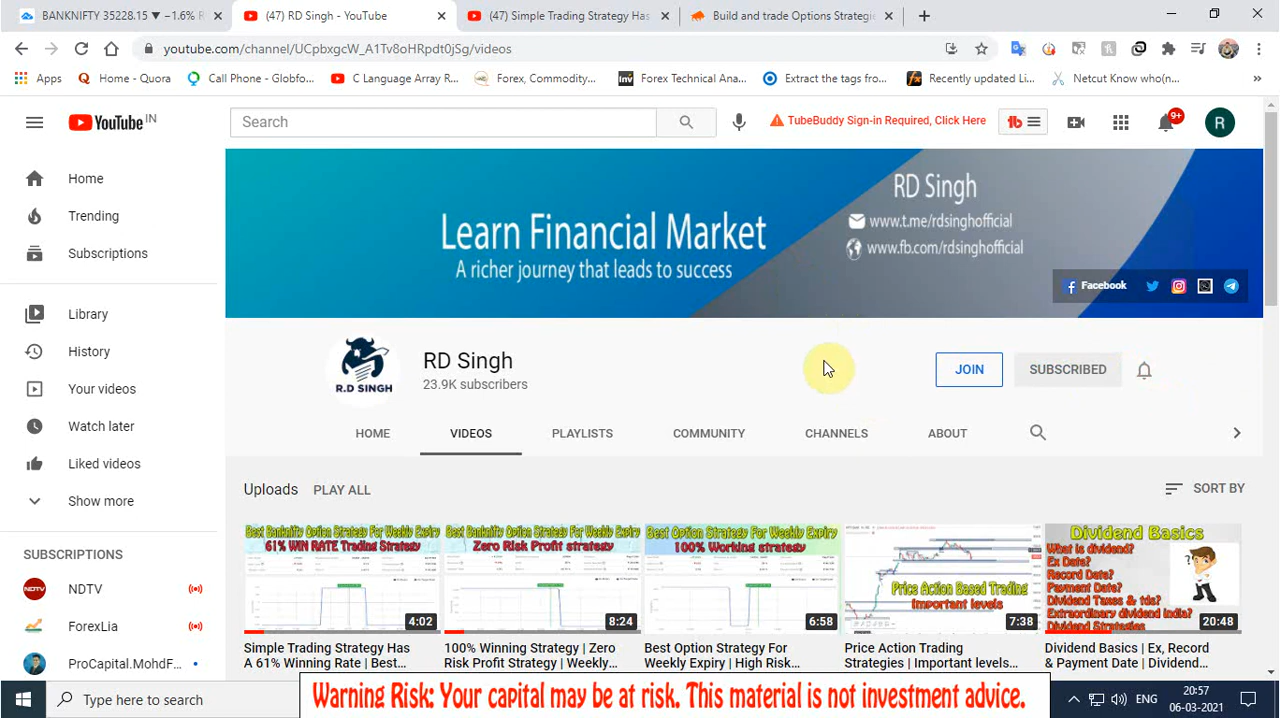 BANKNIFTY 35228.15 ▼ −1.6% R
(47) RD Singh - YouTube
(47) Simple Trading Strategy Has
Build and trade Options Strategi
youtube.com/channel/UCpbxgcW_A1Tv8oHRpdt0jSg/videos
Apps
Home - Quora
Call Phone - Globfo...
C Language Array R...
Forex, Commodity...
Inv
Forex Technical Ana...
Extract the tags from...
fx
Recently updated Li...
Netcut Know who(n...
»
YouTube IN
Search
TubeBuddy Sign-in Required, Click Here
tb
9+
R
Home
Trending
Subscriptions
Library
History
Your videos
Watch later
Liked videos
Show more
SUBSCRIPTIONS
NDTV
NDTV
ForexLia
ProCapital.MohdF...
RD Singh
Learn Financial Market
www.t.me/rdsinghofficial
www.fb.com/rdsinghofficial
A richer journey that leads to success
Facebook
R.D SINGH
RD Singh
23.9K subscribers
JOIN
SUBSCRIBED
HOME
VIDEOS
PLAYLISTS
COMMUNITY
CHANNELS
ABOUT
Uploads
PLAY ALL
SORT BY
Best Banknifty Option Strategy For Weekly Expiry
61% WIN RATE Trading Strategy
4:02
Simple Trading Strategy Has
A 61% Winning Rate | Best...
Best Banknifty Option Strategy For Weekly Expiry
Zero Risk Profit strategy
8:24
100% Winning Strategy | Zero
Risk Profit Strategy | Weekly...
Best Option Strategy For Weekly Expiry
100% Working strategy
6:58
Best Option Strategy For
Weekly Expiry | High Risk...
Price Action Based Trading
Important levels
7:38
Price Action Trading
Strategies | Important levels...
Dividend Basics
What is dividend?
Ex Date?
Record Date?
Payment Date?
Dividend Taxes & tds?
Extraordinary dividend India?
Dividend Strategies
20:48
Dividend Basics | Ex, Record
& Payment Date | Dividend...
Type here to search
Warning Risk: Your capital may be at risk. This material is not investment advice.
ENG
20:57
06-03-2021